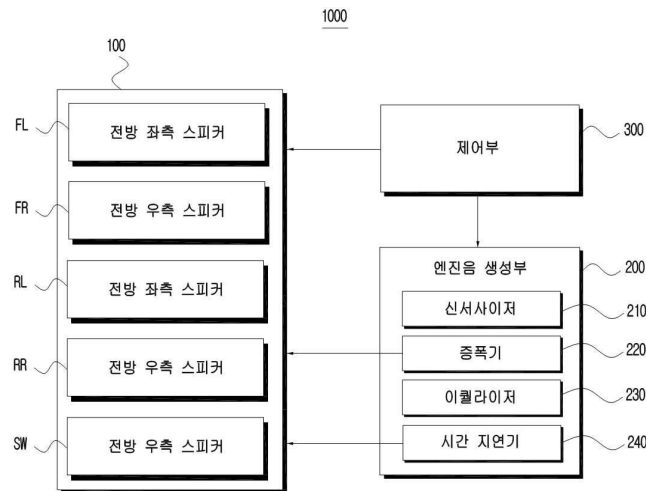 1000
100
FL
전방 좌측 스피커
FR
전방 우측 스피커
RL
전방 좌측 스피커
RR
전방 우측 스피커
SW
전방 우측 스피커
제어부
300
엔진음 생성부
200
신서사이저
210
증폭기
220
이퀄라이저
230
시간 지연기
240